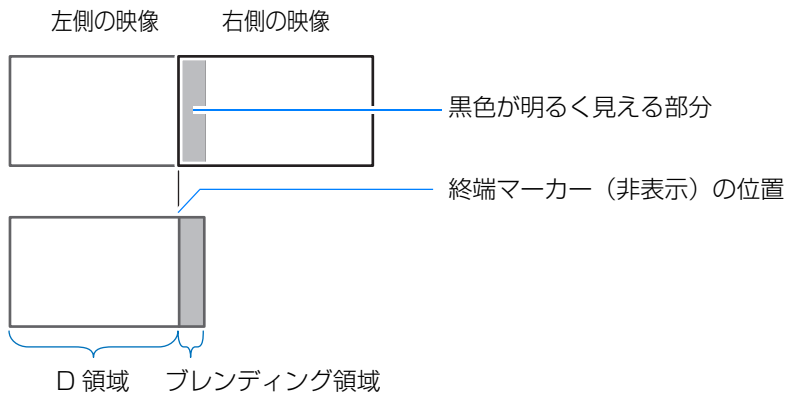 左側の映像
右側の映像
黒色が明るく見える部分
終端マーカー（非表示）の位置
D 領域
ブレンディング領域